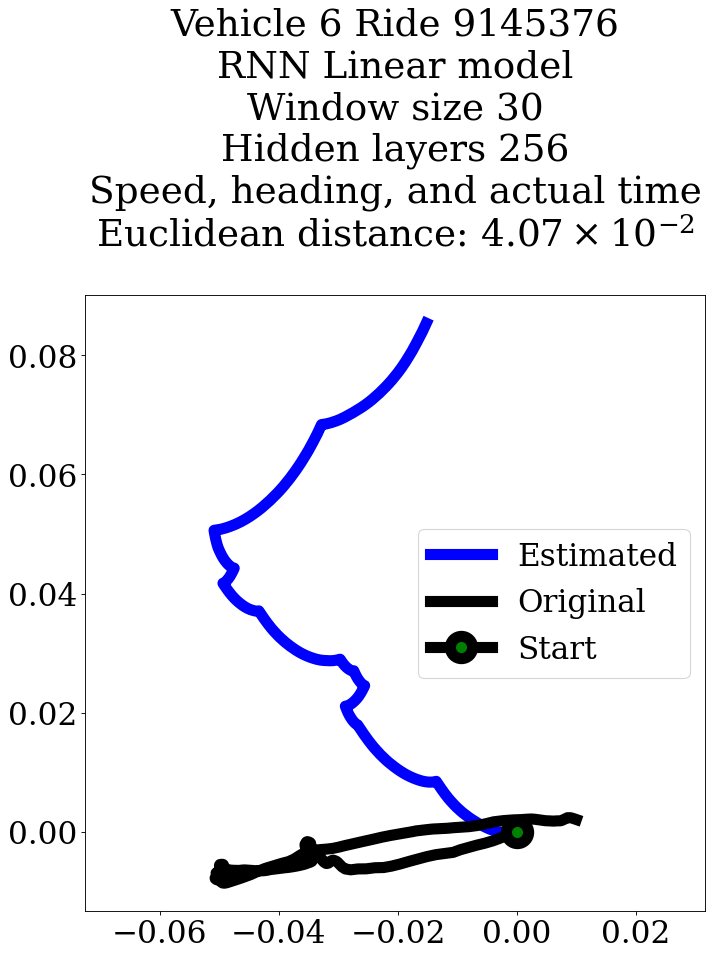 Vehicle 6 Ride 9145376
RNN Linear model
Window size 30
Hidden layers 256
Speed, heading, and actual time
Euclidean distance: 4.07 × 10⁻²
0.08
0.06
0.04
0.02
0.00
Estimated
Original
Start
−0.06 −0.04 −0.02 0.00 0.02